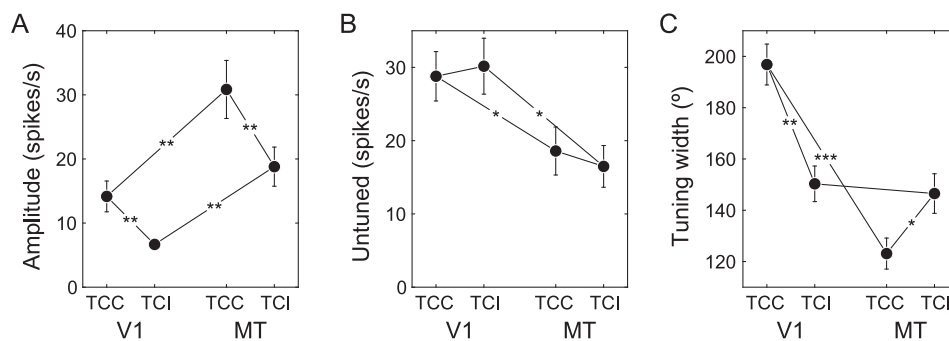 A
Amplitude (spikes/s)
40
30
20
10
0
**
**
**
**
TCC TCI TCC TCI
V1 MT
B
Untuned (spikes/s)
30
20
10
0
*
*
TCC TCI TCC TCI
V1 MT
C
Tuning width (º)
200
180
160
140
120
**
***
*
TCC TCI TCC TCI
V1 MT